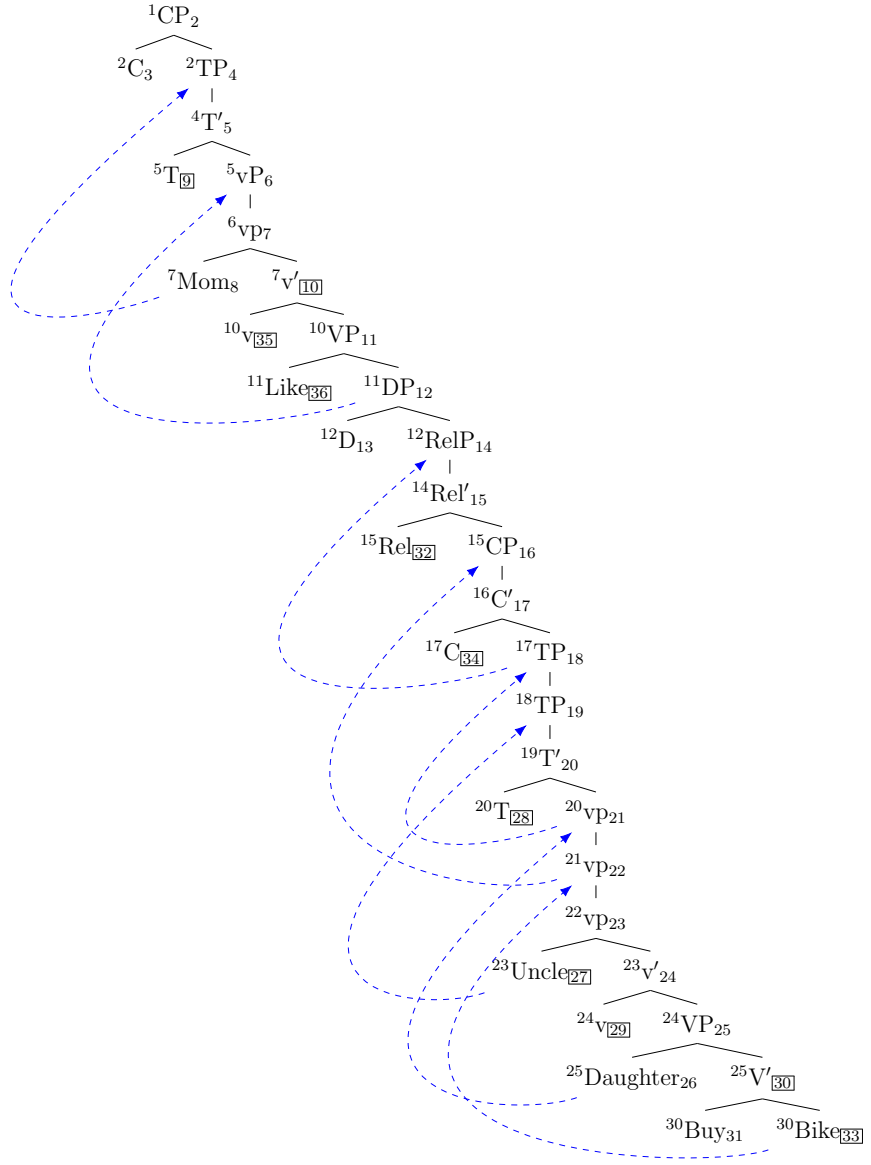 ¹CP₂
²C₃ ²TP₄
⁴T′₅
⁵T₉ ⁵vP₆
⁶vp₇
⁷Mom₈ ⁷v′₁₀
¹⁰v₃₅ ¹⁰VP₁₁
¹¹Like₃₆ ¹¹DP₁₂
¹²D₁₃ ¹²RelP₁₄
¹⁴Rel′₁₅
¹⁵Rel₃₂ ¹⁵CP₁₆
¹⁶C′₁₇
¹⁷C₃₄ ¹⁷TP₁₈
¹⁸TP₁₉
¹⁹T′₂₀
²⁰T₂₈ ²⁰vp₂₁
²¹vp₂₂
²²vp₂₃
²³Uncle₂₇ ²³v′₂₄
²⁴v₂₉ ²⁴VP₂₅
²⁵Daughter₂₆ ²⁵V′₃₀
³⁰Buy₃₁ ³⁰Bike₃₃